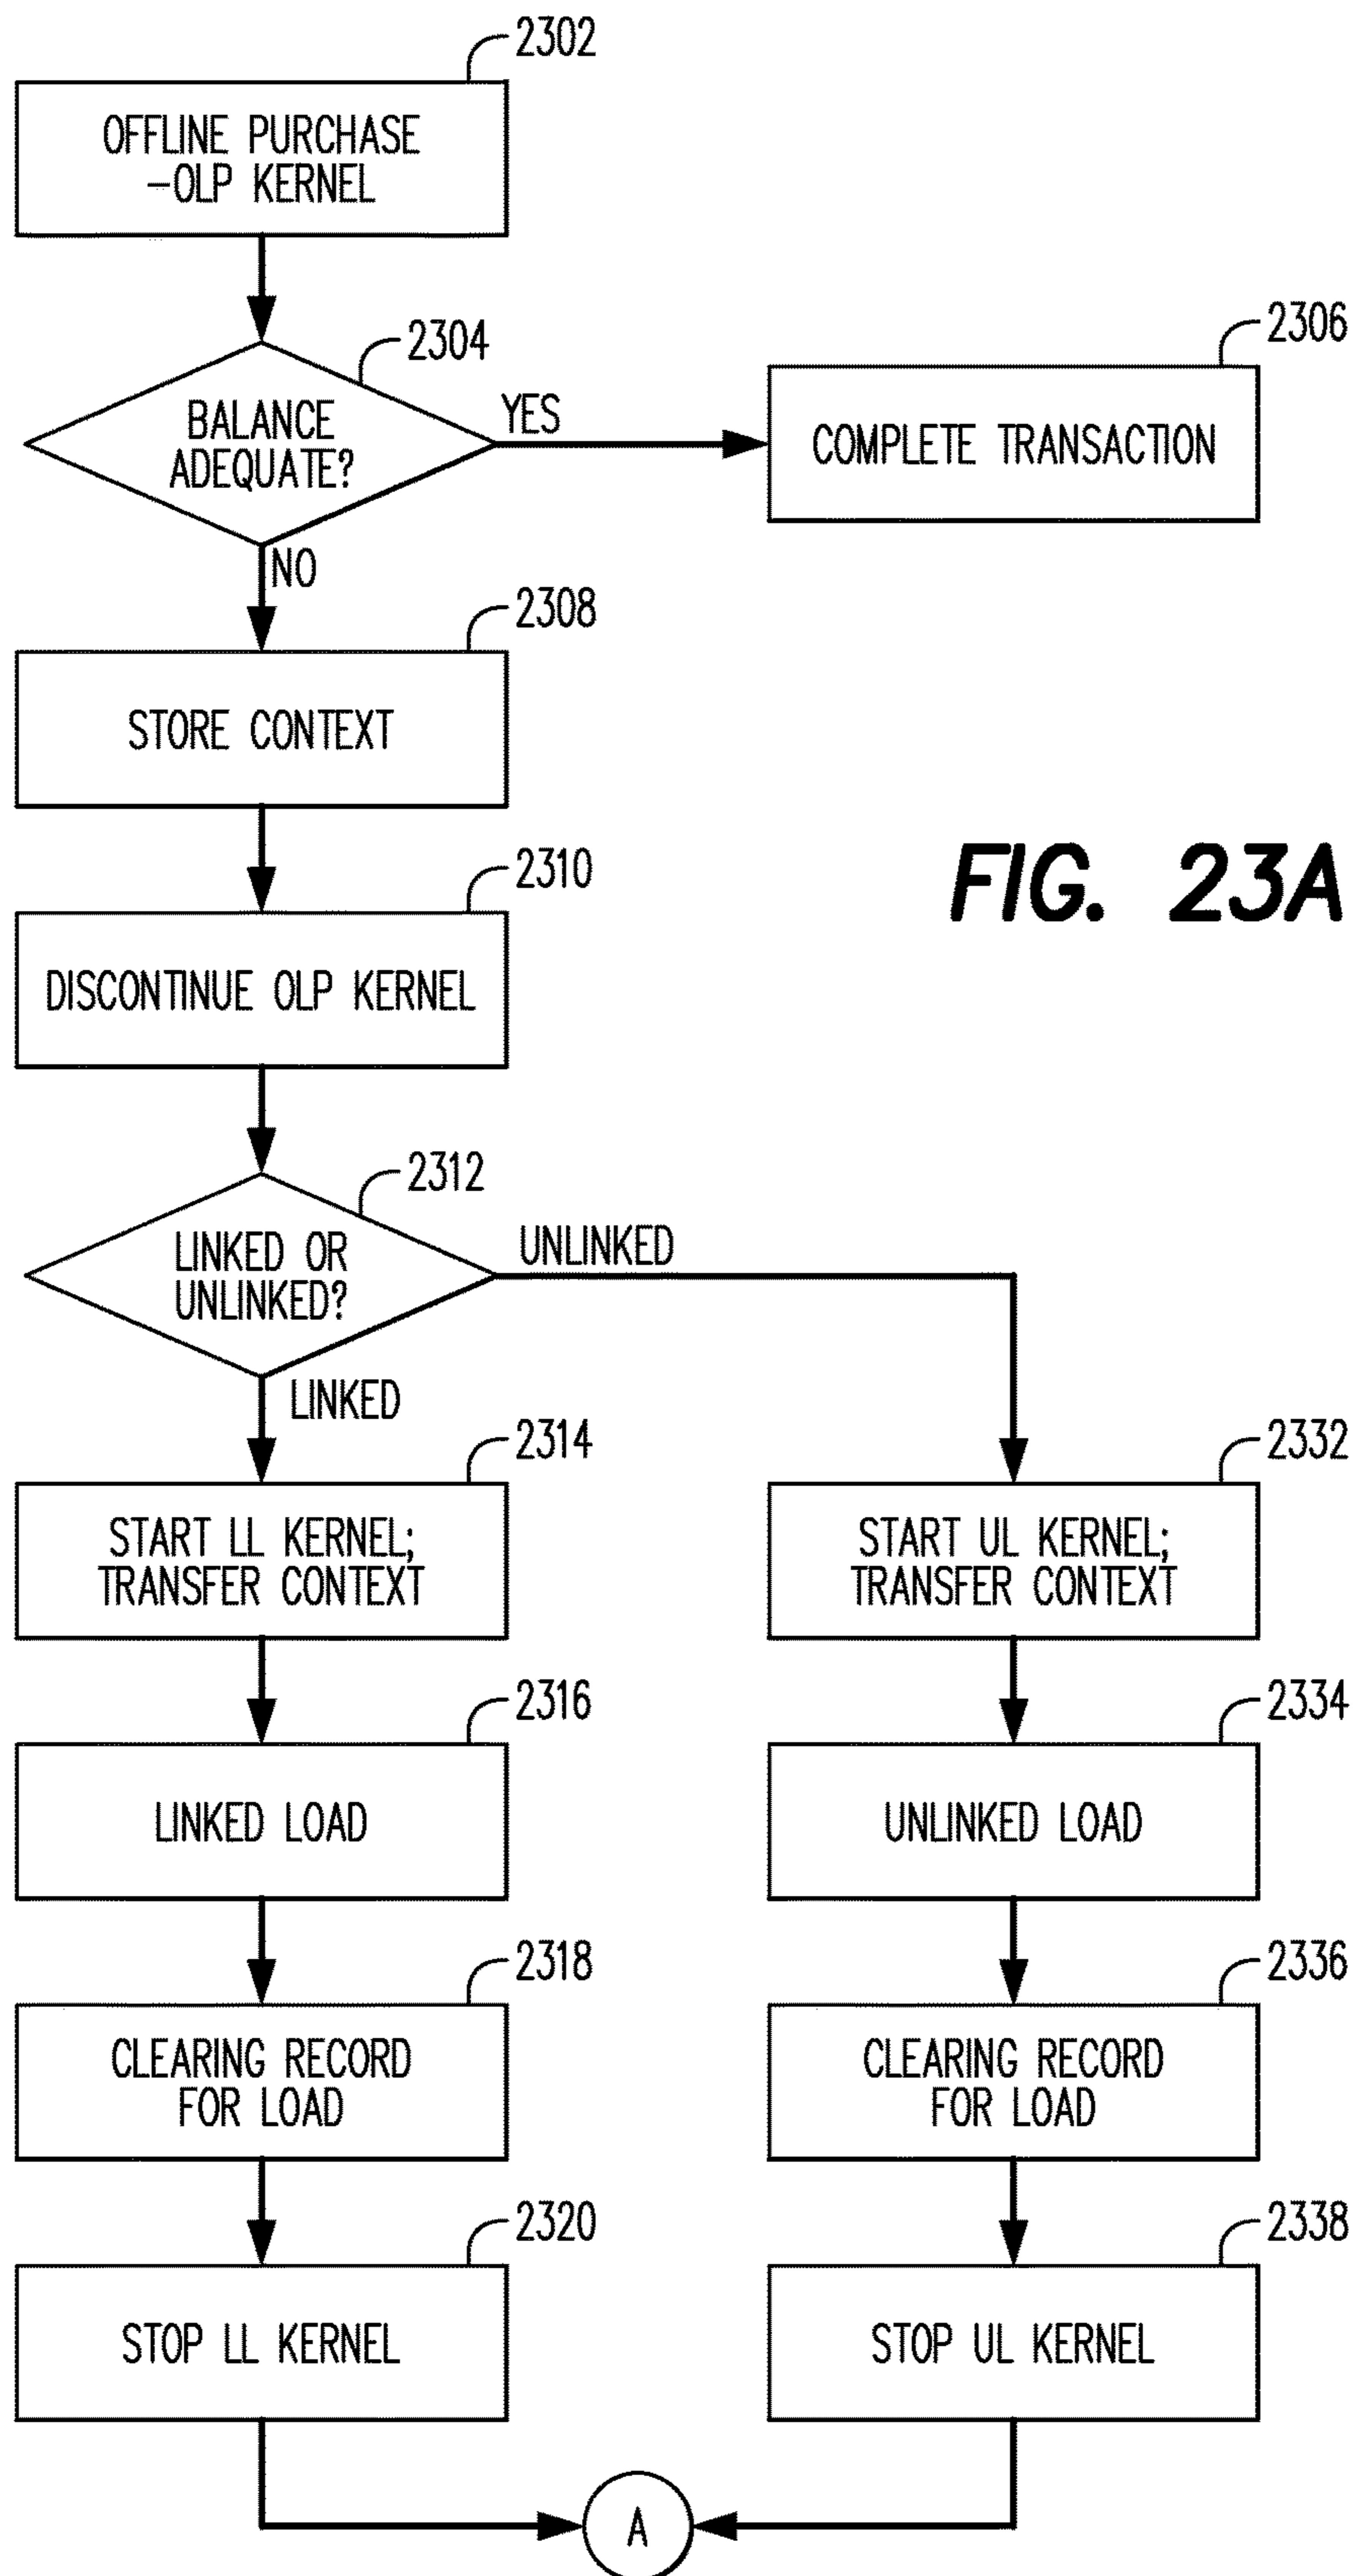 2302
OFFLINE PURCHASE
-OLP KERNEL
2304
BALANCE
ADEQUATE?
YES
2306
COMPLETE TRANSACTION
NO
2308
STORE CONTEXT
2310
DISCONTINUE OLP KERNEL
FIG. 23A
2312
LINKED OR
UNLINKED?
UNLINKED
LINKED
2314
START LL KERNEL;
TRANSFER CONTEXT
2332
START UL KERNEL;
TRANSFER CONTEXT
2316
LINKED LOAD
2334
UNLINKED LOAD
2318
CLEARING RECORD
FOR LOAD
2336
CLEARING RECORD
FOR LOAD
2320
STOP LL KERNEL
2338
STOP UL KERNEL
A